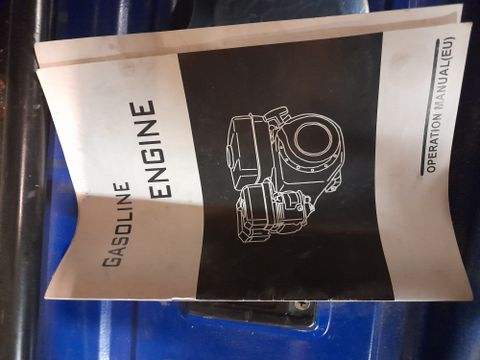 GASOLINE
ENGINE
OPERATION MANUAL(EU)